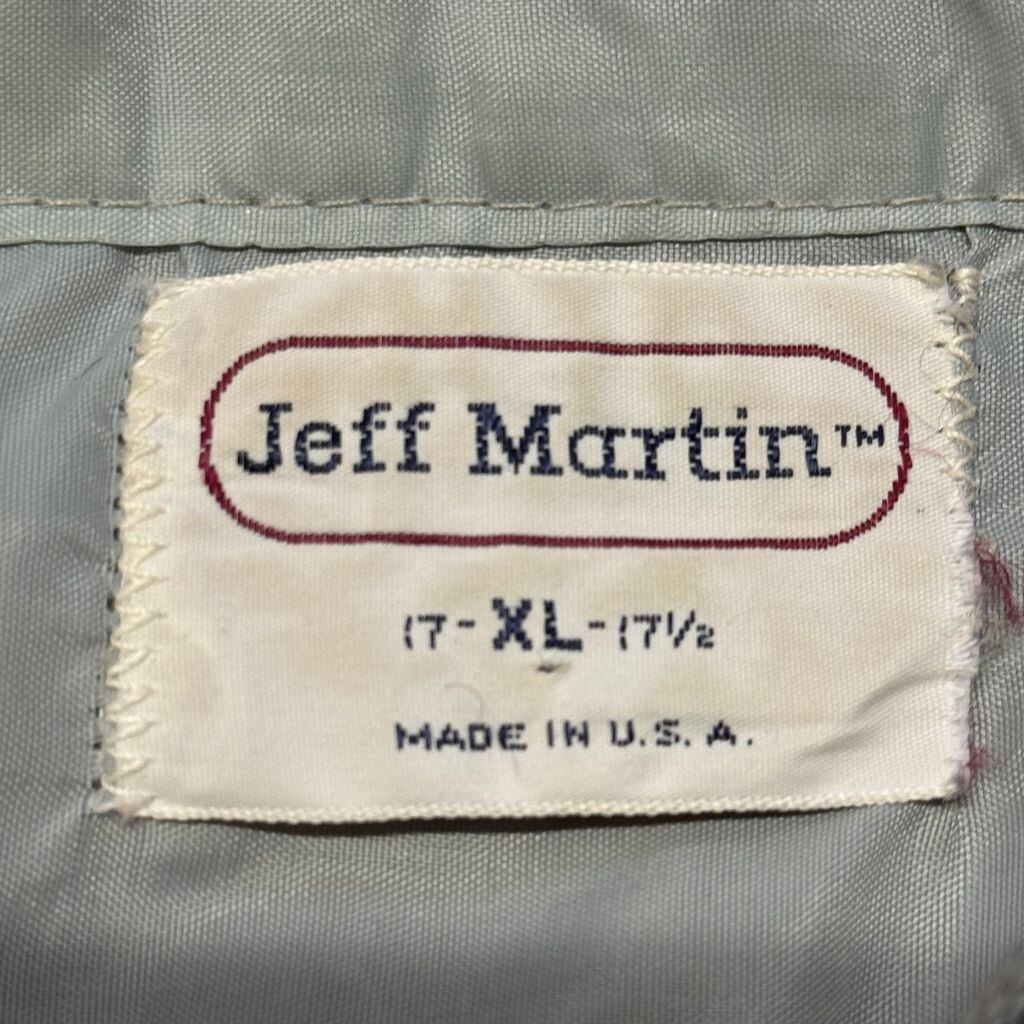 Jeff Martin™
17-XL-17½
MADE IN U.S.A.